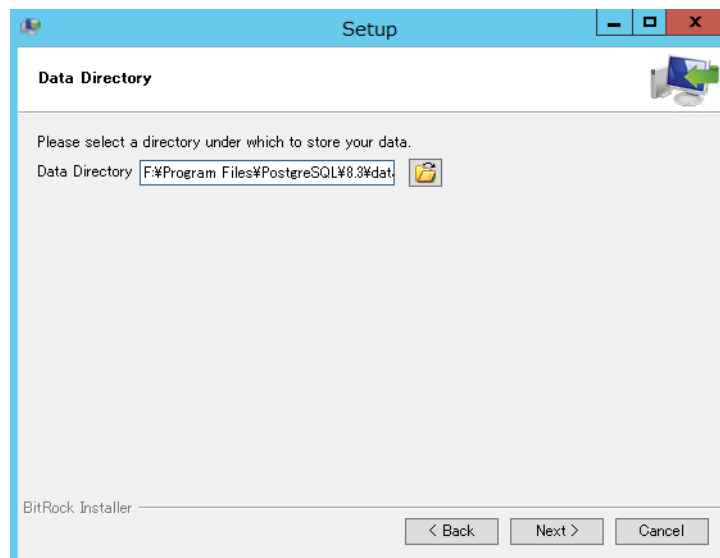 Setup
Data Directory
Please select a directory under which to store your data.
Data Directory F:¥Program Files¥PostgreSQL¥8.3¥dat
BitRock Installer
< Back Next > Cancel